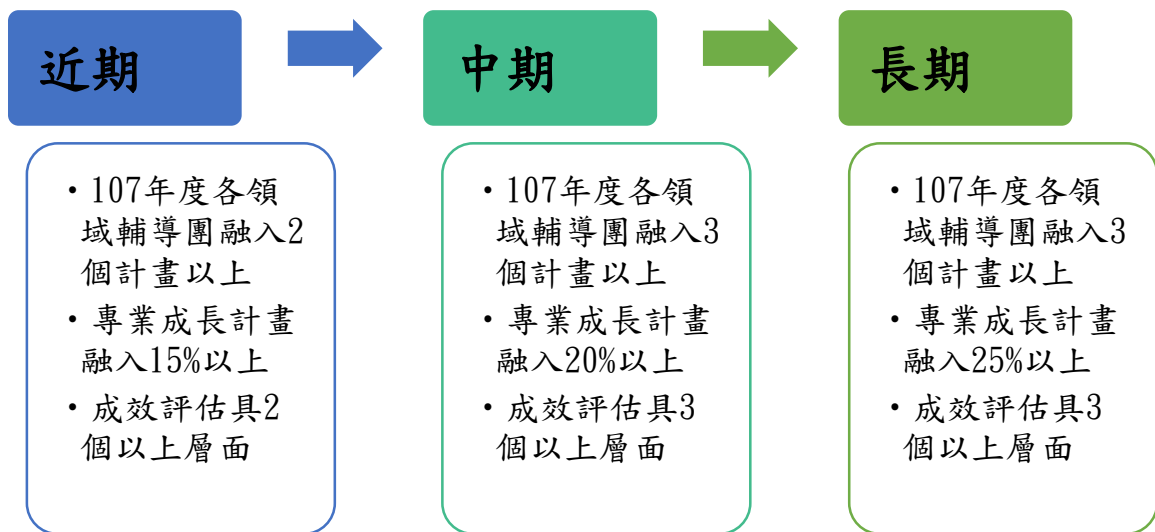 近期
・107年度各領
域輔導團融入2
個計畫以上
・專業成長計畫
融入15%以上
・成效評估具2
個以上層面
中期
・107年度各領
域輔導團融入3
個計畫以上
・專業成長計畫
融入20%以上
・成效評估具3
個以上層面
長期
・107年度各領
域輔導團融入3
個計畫以上
・專業成長計畫
融入25%以上
・成效評估具3
個以上層面